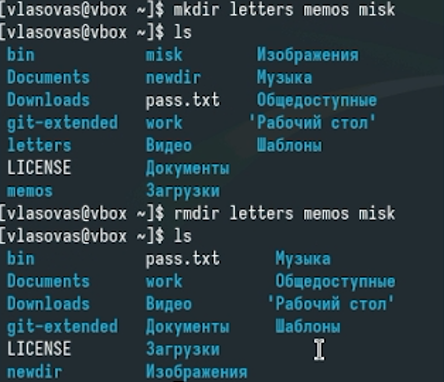 [vlasovas@vbox ~]$ mkdir letters memos misk
[vlasovas@vbox ~]$ ls
bin misk Изображения
Documents newdir Музыка
Downloads pass.txt Общедоступные
git-extended work 'Рабочий стол'
letters Видео Шаблоны
LICENSE Документы
memos Загрузки
[vlasovas@vbox ~]$ rmdir letters memos misk
[vlasovas@vbox ~]$ ls
bin pass.txt Музыка
Documents work Общедоступные
Downloads Видео 'Рабочий стол'
git-extended Документы Шаблоны
LICENSE Загрузки
newdir Изображения